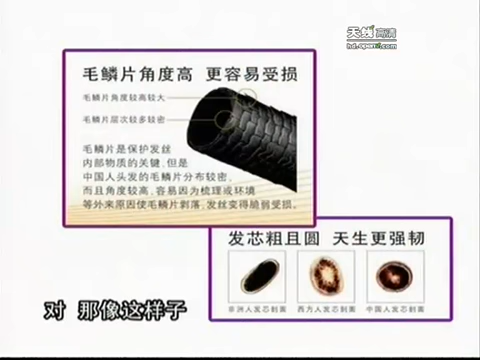 天线高清
hd.openv.com
毛鳞片角度高 更容易受损
毛鳞片角度较高较大
毛鳞片层次较多较密
毛鳞片是保护发丝
内部物质的关键,但是
中国人头发的毛鳞片分布较密,
而且角度较高,容易因为梳理或环境
等外来原因使毛鳞片剥落,发丝变得脆弱受损。
发芯粗且圆 天生更强韧
非洲人发芯剖面 西方人发芯剖面 中国人发芯剖面
对 那像这样子